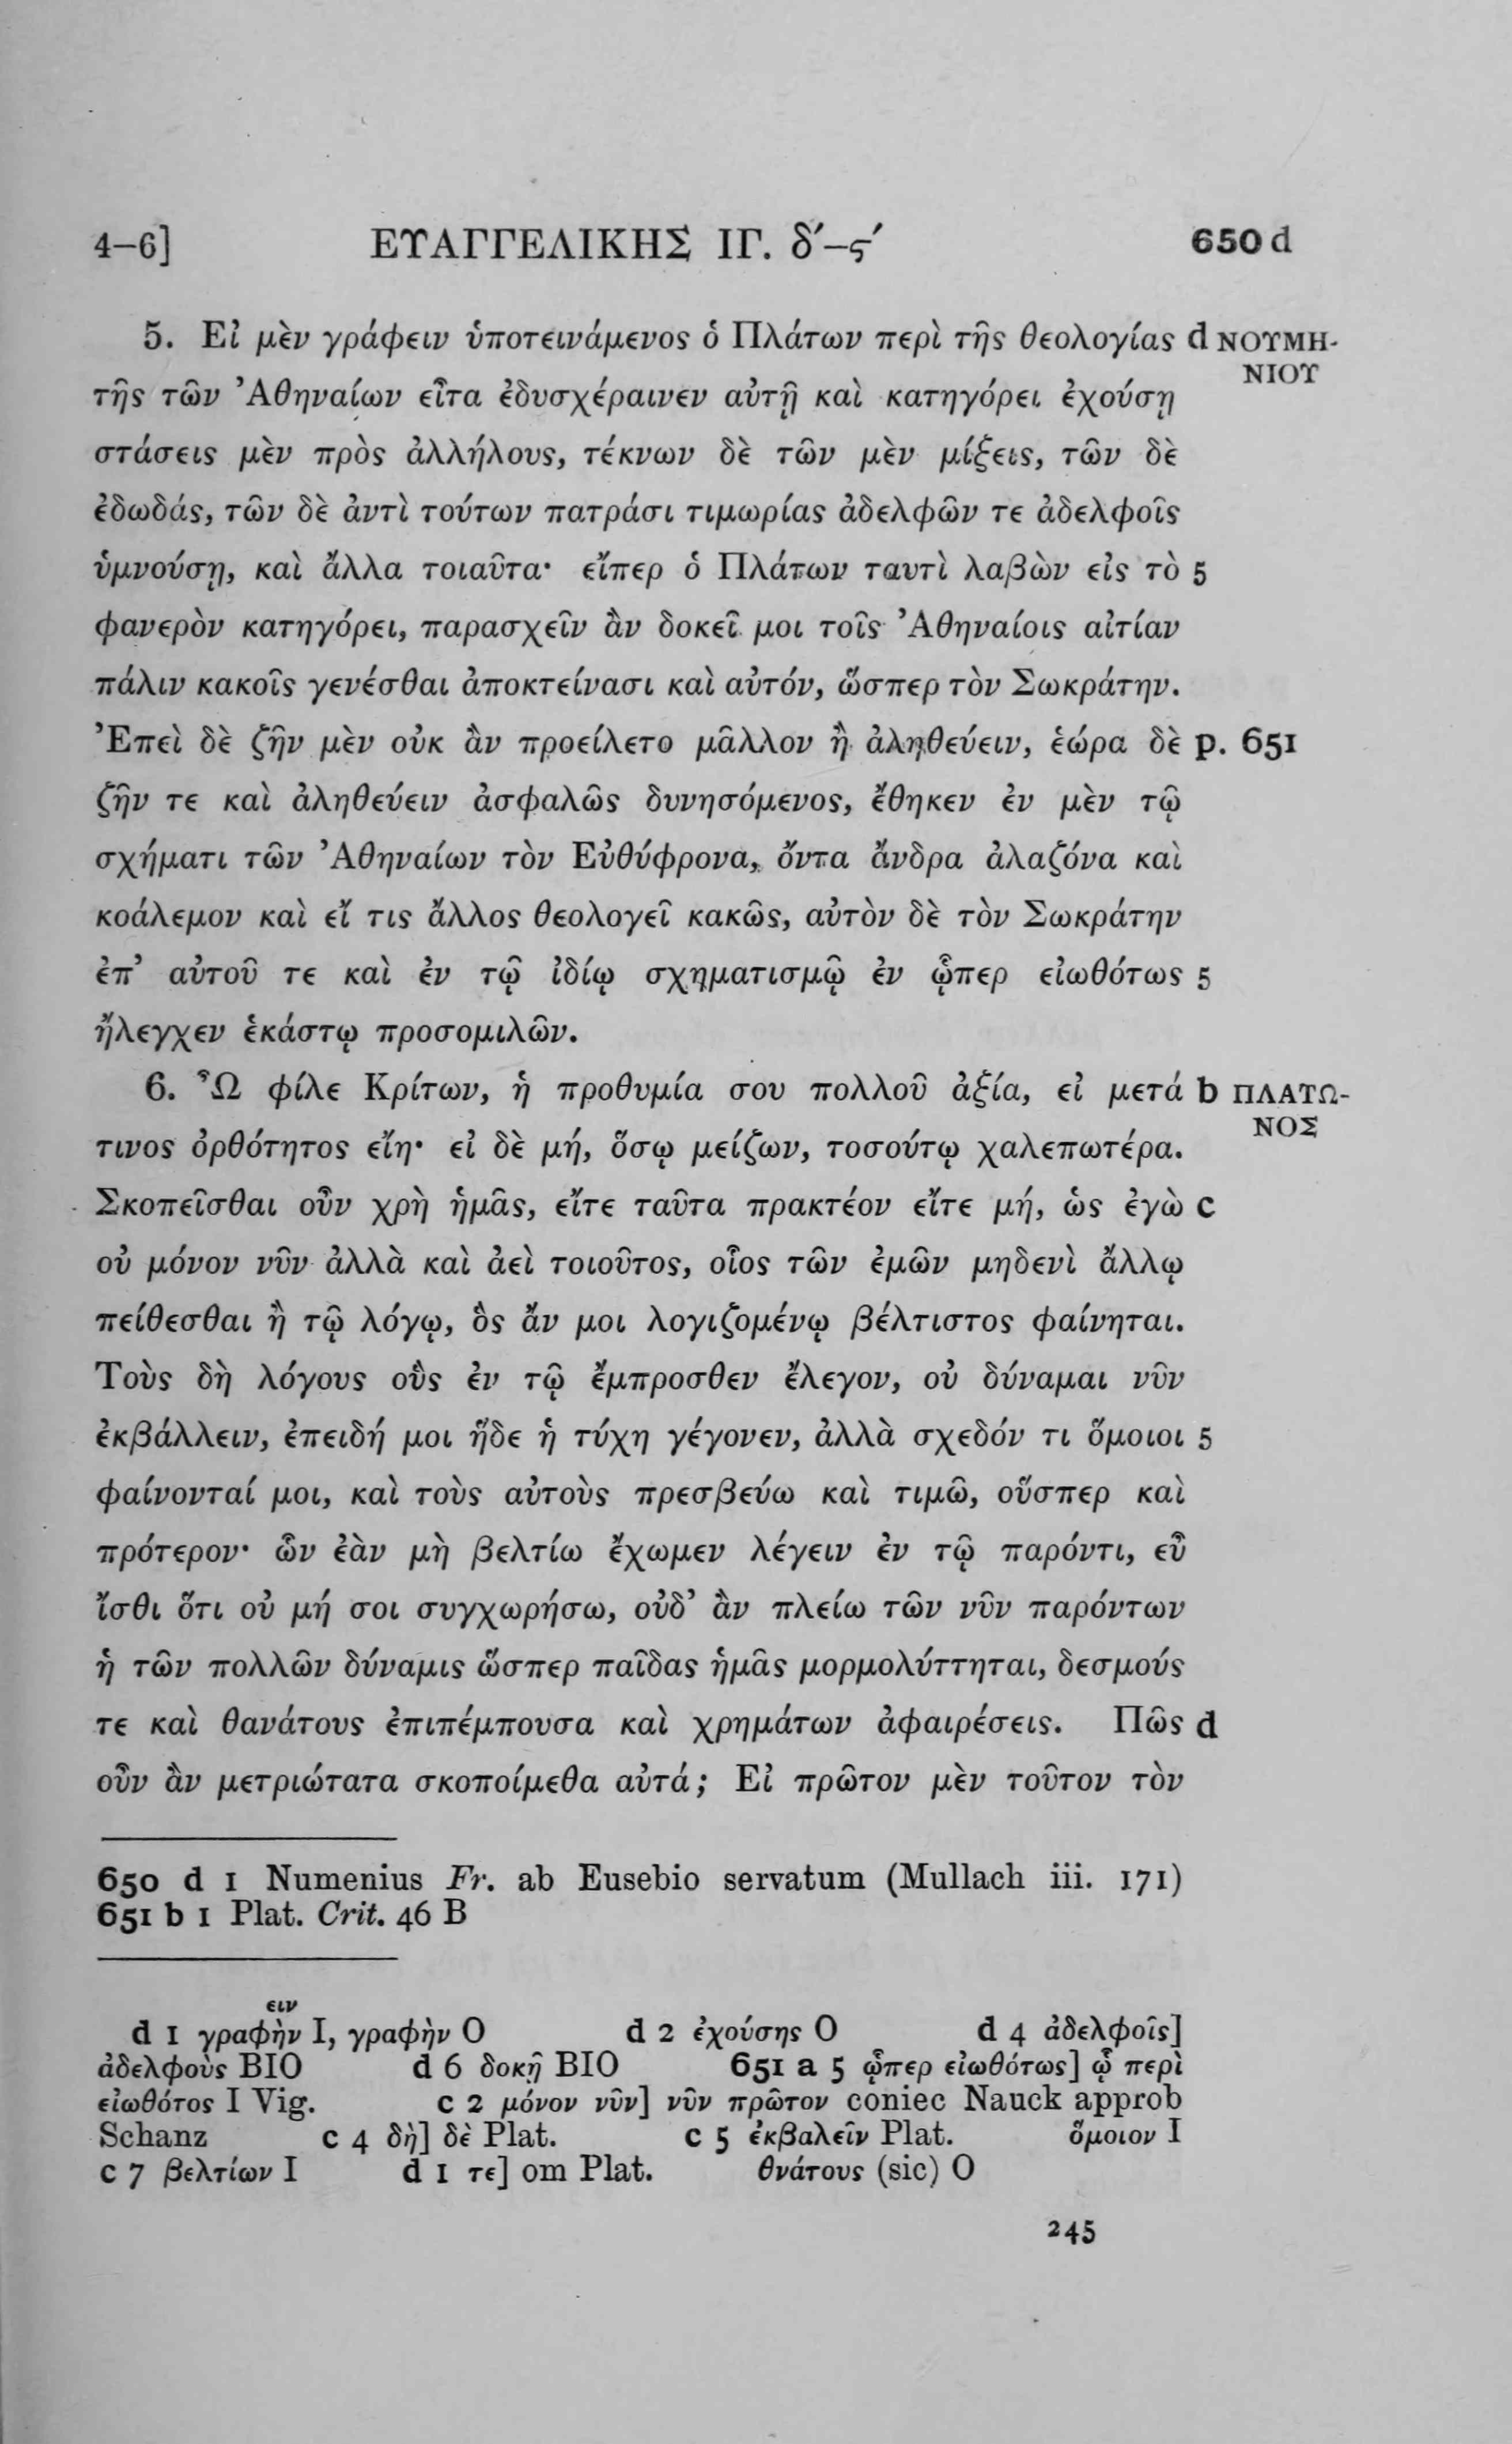 4–6] ΕΥΑΓΓΕΛΙΚΗΣ ΙΓ. δ′–ϛ′ 650 d
5. Εἰ μὲν γράφειν ὑποτεινάμενος ὁ Πλάτων περὶ τῆς θεολογίας d ΝΟΥΜΗ-
ΝΙΟΥ
τῆς τῶν Ἀθηναίων εἶτα ἐδυσχέραινεν αὐτῇ καὶ κατηγόρει ἐχούσῃ
στάσεις μὲν πρὸς ἀλλήλους, τέκνων δὲ τῶν μὲν μίξεις, τῶν δὲ
ἐδωδάς, τῶν δὲ ἀντὶ τούτων πατράσι τιμωρίας ἀδελφῶν τε ἀδελφοῖς
ὑμνούσῃ, καὶ ἄλλα τοιαῦτα· εἴπερ ὁ Πλάτων ταυτὶ λαβὼν εἰς τὸ 5
φανερὸν κατηγόρει, παρασχεῖν ἂν δοκεῖ μοι τοῖς Ἀθηναίοις αἰτίαν
πάλιν κακοῖς γενέσθαι ἀποκτείνασι καὶ αὐτόν, ὥσπερ τὸν Σωκράτην.
Ἐπεὶ δὲ ζῆν μὲν οὐκ ἂν προείλετο μᾶλλον ἢ ἀληθεύειν, ἑώρα δὲ p. 651
ζῆν τε καὶ ἀληθεύειν ἀσφαλῶς δυνησόμενος, ἔθηκεν ἐν μὲν τῷ
σχήματι τῶν Ἀθηναίων τὸν Εὐθύφρονα, ὄντα ἄνδρα ἀλαζόνα καὶ
κοάλεμον καὶ εἴ τις ἄλλος θεολογεῖ κακῶς, αὐτὸν δὲ τὸν Σωκράτην
ἐπ’ αὐτοῦ τε καὶ ἐν τῷ ἰδίῳ σχηματισμῷ ἐν ᾧπερ εἰωθότως 5
ἤλεγχεν ἑκάστῳ προσομιλῶν.
6. Ὦ φίλε Κρίτων, ἡ προθυμία σου πολλοῦ ἀξία, εἰ μετά b ΠΛΑΤΩ-
ΝΟΣ
τινος ὀρθότητος εἴη· εἰ δὲ μή, ὅσῳ μείζων, τοσούτῳ χαλεπωτέρα.
Σκοπεῖσθαι οὖν χρὴ ἡμᾶς, εἴτε ταῦτα πρακτέον εἴτε μή, ὡς ἐγὼ c
οὐ μόνον νῦν ἀλλὰ καὶ ἀεὶ τοιοῦτος, οἷος τῶν ἐμῶν μηδενὶ ἄλλῳ
πείθεσθαι ἢ τῷ λόγῳ, ὃς ἄν μοι λογιζομένῳ βέλτιστος φαίνηται.
Τοὺς δὴ λόγους οὓς ἐν τῷ ἔμπροσθεν ἔλεγον, οὐ δύναμαι νῦν
ἐκβάλλειν, ἐπειδή μοι ἥδε ἡ τύχη γέγονεν, ἀλλὰ σχεδόν τι ὅμοιοι 5
φαίνονταί μοι, καὶ τοὺς αὐτοὺς πρεσβεύω καὶ τιμῶ, οὕσπερ καὶ
πρότερον· ὧν ἐὰν μὴ βελτίω ἔχωμεν λέγειν ἐν τῷ παρόντι, εὖ
ἴσθι ὅτι οὐ μή σοι συγχωρήσω, οὐδ’ ἂν πλείω τῶν νῦν παρόντων
ἡ τῶν πολλῶν δύναμις ὥσπερ παῖδας ἡμᾶς μορμολύττηται, δεσμούς
τε καὶ θανάτους ἐπιπέμπουσα καὶ χρημάτων ἀφαιρέσεις. Πῶς d
οὖν ἂν μετριώτατα σκοποίμεθα αὐτά; Εἰ πρῶτον μὲν τοῦτον τὸν
650 d 1 Numenius Fr. ab Eusebio servatum (Mullach iii. 171)
651 b 1 Plat. Crit. 46 B
ειν
d 1 γραφὴν I, γραφὴν O d 2 ἐχούσης O d 4 ἀδελφοῖς]
ἀδελφοὺς BIO d 6 δοκῇ BIO 651 a 5 ᾧπερ εἰωθότως] ᾧ περὶ
εἰωθότος I Vig. c 2 μόνον νῦν] νῦν πρῶτον coniec Nauck approb
Schanz c 4 δὴ] δὲ Plat. c 5 ἐκβαλεῖν Plat. ὅμοιον I
c 7 βελτίων I d 1 τε] om Plat. θνάτους (sic) O
245